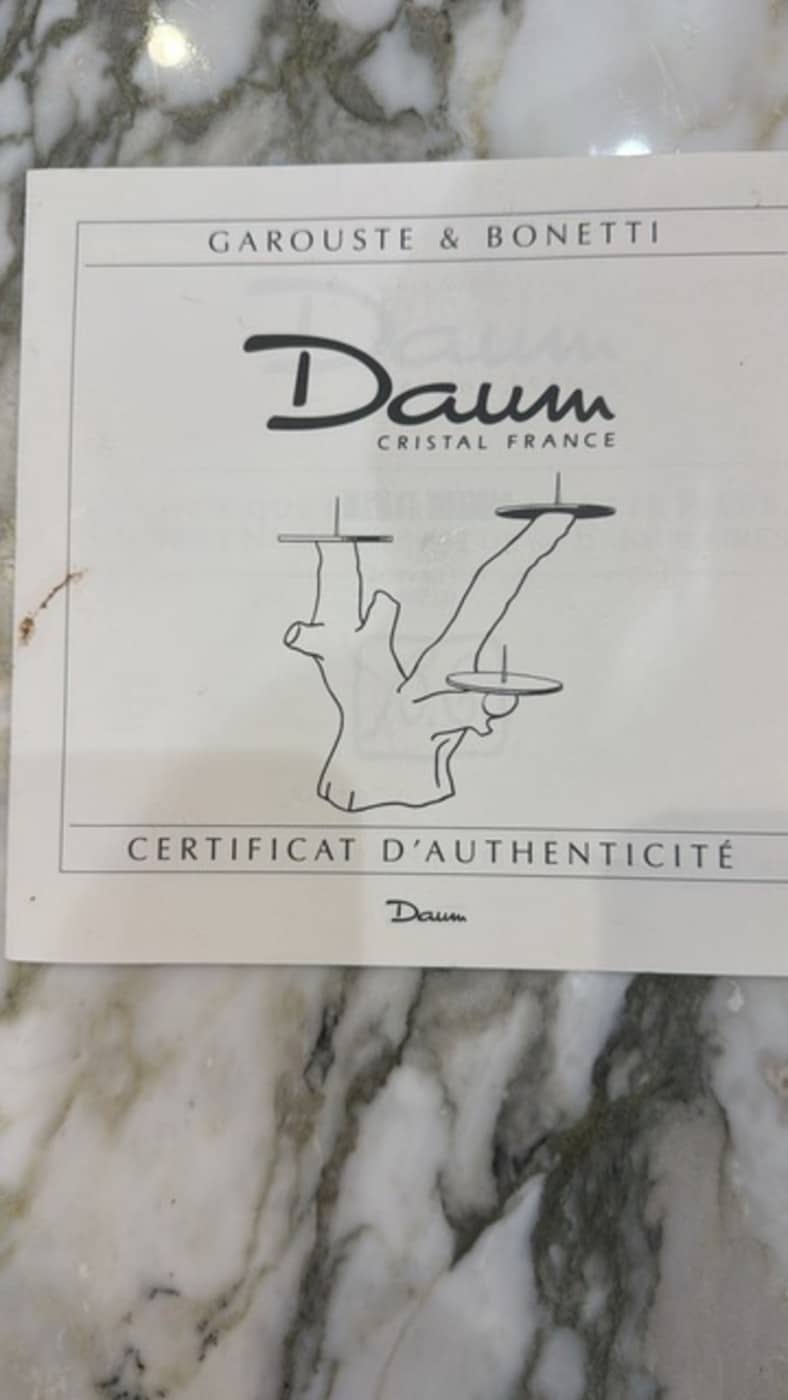 GAROUSTE & BONETTI
Daum
CRISTAL FRANCE
CERTIFICAT D'AUTHENTICITÉ
Daum